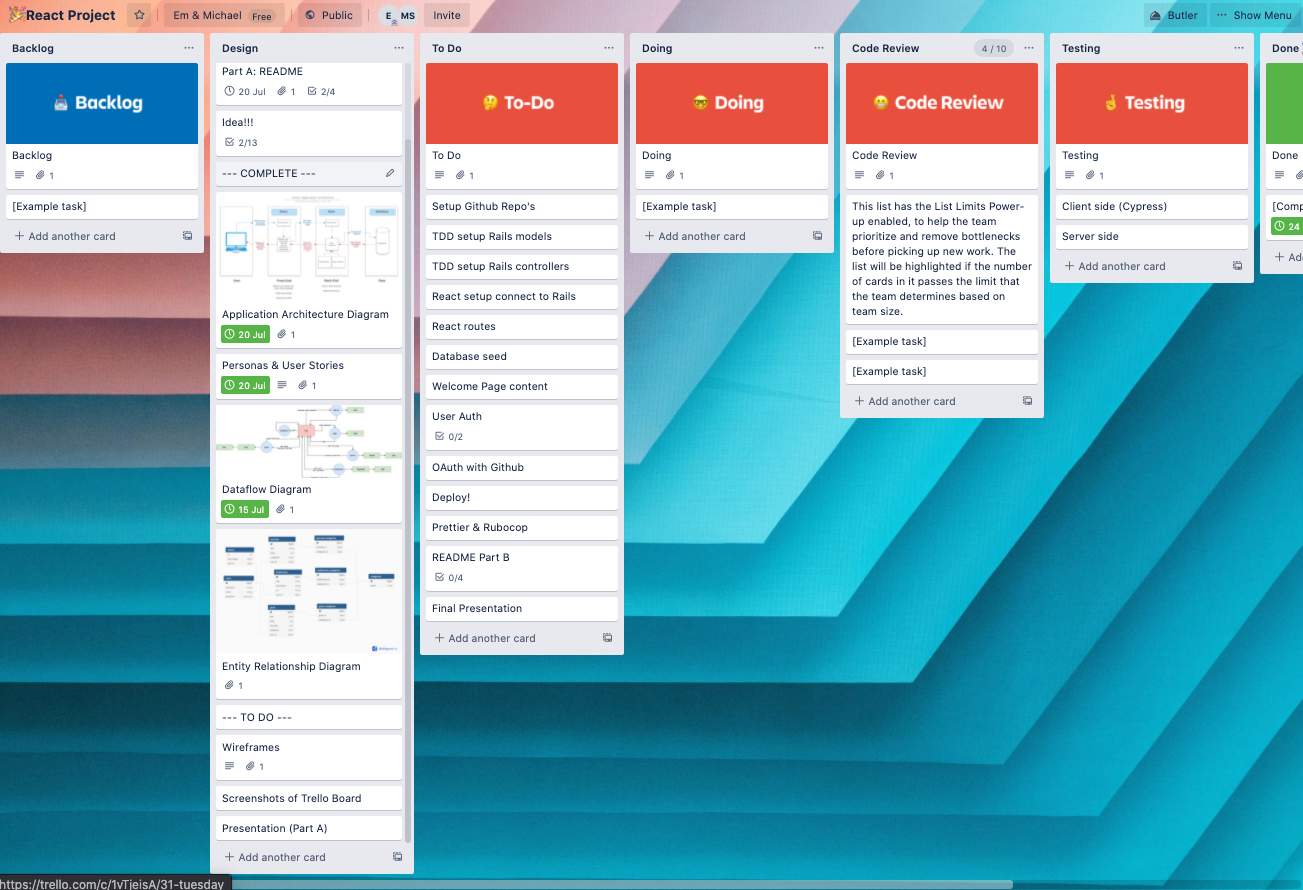 React Project
Em & Michael Free
Public
E MS
Invite
Butler
Show Menu
Backlog
Backlog
Backlog
1
[Example task]
Add another card
Design
Part A: README
20 Jul 1 2/4
Idea!!!
2/13
--- COMPLETE ---
Application Architecture Diagram
20 Jul 1
Personas & User Stories
20 Jul 1
Dataflow Diagram
15 Jul 1
Entity Relationship Diagram
1
--- TO DO ---
Wireframes
1
Screenshots of Trello Board
Presentation (Part A)
Add another card
To Do
To-Do
To Do
1
Setup Github Repo's
TDD setup Rails models
TDD setup Rails controllers
React setup connect to Rails
React routes
Database seed
Welcome Page content
User Auth
0/2
OAuth with Github
Deploy!
Prettier & Rubocop
README Part B
0/4
Final Presentation
Add another card
Doing
Doing
Doing
1
[Example task]
Add another card
Code Review 4 / 10
Code Review
Code Review
1
This list has the List Limits Power-
up enabled, to help the team
prioritize and remove bottlenecks
before picking up new work. The
list will be highlighted if the number
of cards in it passes the limit that
the team determines based on
team size.
[Example task]
[Example task]
Add another card
Testing
Testing
Testing
1
Client side (Cypress)
Server side
Add another card
Done
Done
[Comp
24
Add
https://trello.com/c/1vTjeisA/31-tuesday